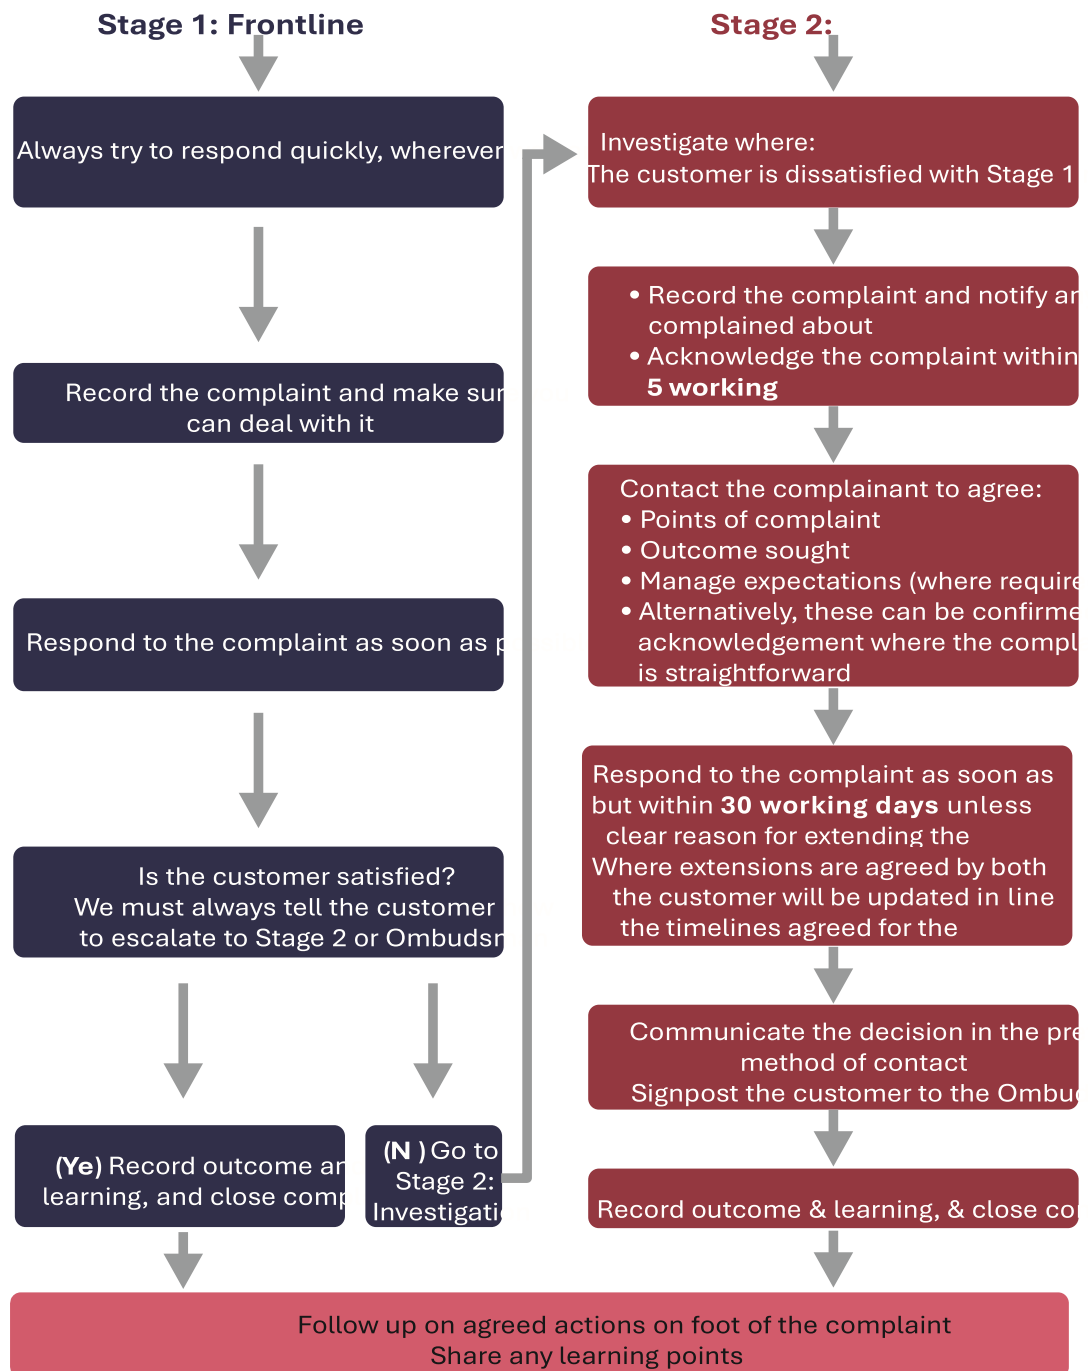 Stage 1: Frontline
Always try to respond quickly, wherever
Record the complaint and make sur
can deal with it
Respond to the complaint as soon as p
Is the customer satisfied?
We must always tell the customer
to escalate to Stage 2 or Ombudsm
(Ye) Record outcome an
learning, and close comp
(N ) Go to
Stage 2:
Investigatio
Stage 2:
Investigate where:
The customer is dissatisfied with Stage 1
• Record the complaint and notify an
complained about
• Acknowledge the complaint within
5 working
Contact the complainant to agree:
• Points of complaint
• Outcome sought
• Manage expectations (where require
• Alternatively, these can be confirme
acknowledgement where the compl
is straightforward
Respond to the complaint as soon as
but within 30 working days unless
clear reason for extending the
Where extensions are agreed by both
the customer will be updated in line
the timelines agreed for the
Communicate the decision in the pre
method of contact
Signpost the customer to the Ombud
Record outcome & learning, & close co
Follow up on agreed actions on foot of the complaint
Share any learning points